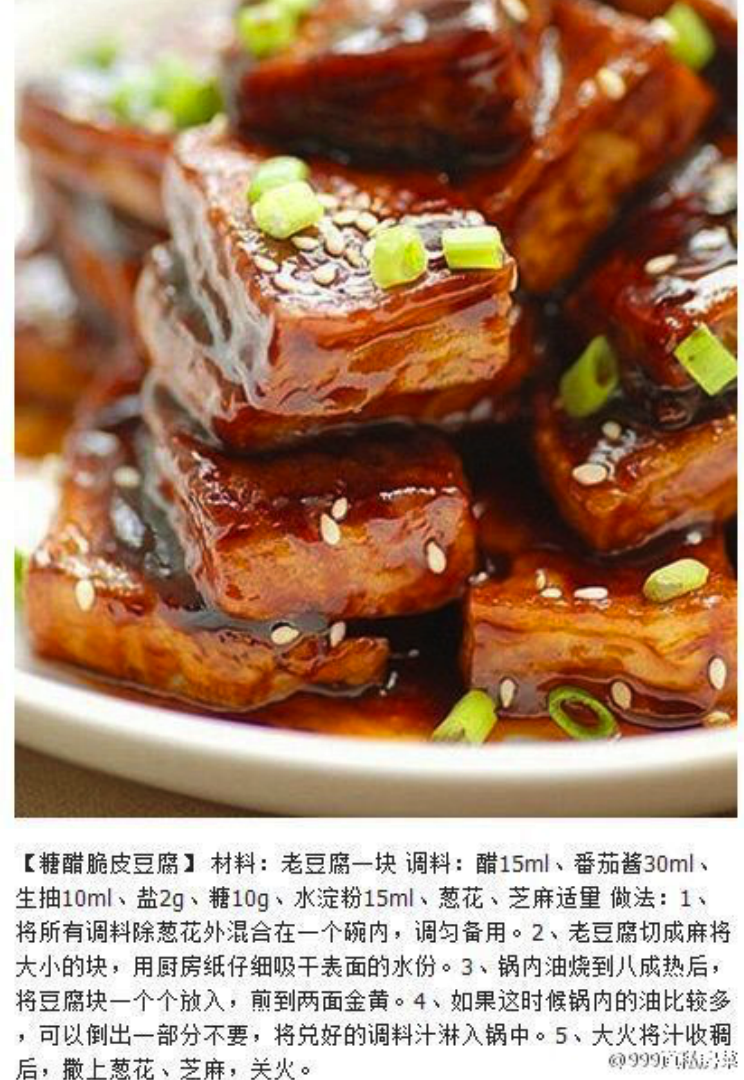 【糖醋脆皮豆腐】 材料：老豆腐一块 调料：醋15ml、番茄酱30ml、
生抽10ml、盐2g、糖10g、水淀粉15ml、葱花、芝麻适量 做法：1、
将所有调料除葱花外混合在一个碗内，调匀备用。2、老豆腐切成麻将
大小的块，用厨房纸仔细吸干表面的水份。3、锅内油烧到八成热后，
将豆腐块一个个放入，煎到两面金黄。4、如果这时候锅内的油比较多
，可以倒出一部分不要，将兑好的调料汁淋入锅中。5、大火将汁收稠
后，撒上葱花、芝麻，关火。